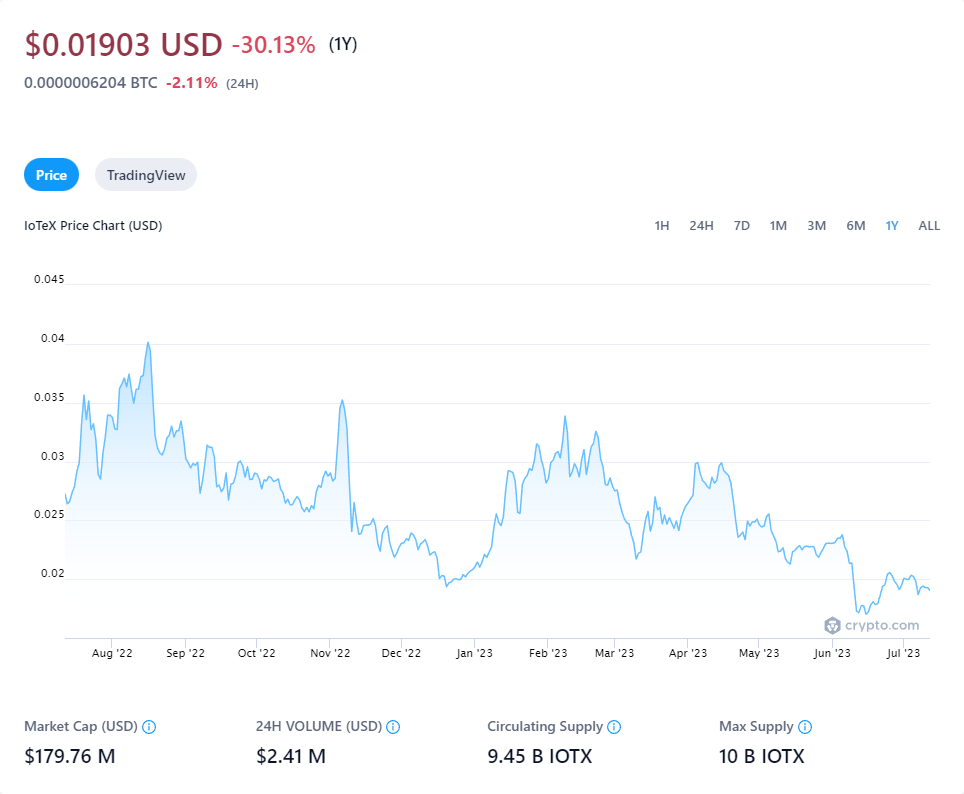 $0.01903 USD -30.13% (1Y)
0.0000006204 BTC -2.11% (24H)
Price TradingView
IoTeX Price Chart (USD) 1H 24H 7D 1M 3M 6M 1Y ALL
0.045
0.04
0.035
0.03
0.025
0.02
crypto.com
Aug '22 Sep '22 Oct '22 Nov '22 Dec '22 Jan '23 Feb '23 Mar '23 Apr '23 May '23 Jun '23 Jul '23
Market Cap (USD) 24H VOLUME (USD) Circulating Supply Max Supply
$179.76 M $2.41 M 9.45 B IOTX 10 B IOTX